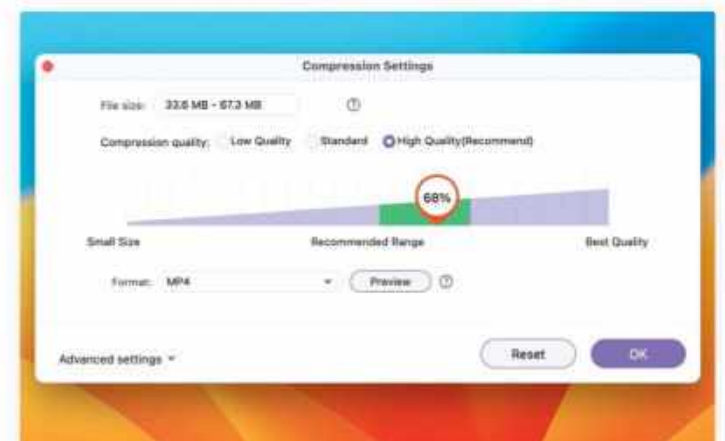 Compression Settings
File size: 33.6 MB - 67.3 MB
Compression quality: Low Quality Standard High Quality(Recommend)
68%
Small Size Recommended Range Best Quality
Format: MP4 Preview
Advanced settings Reset OK